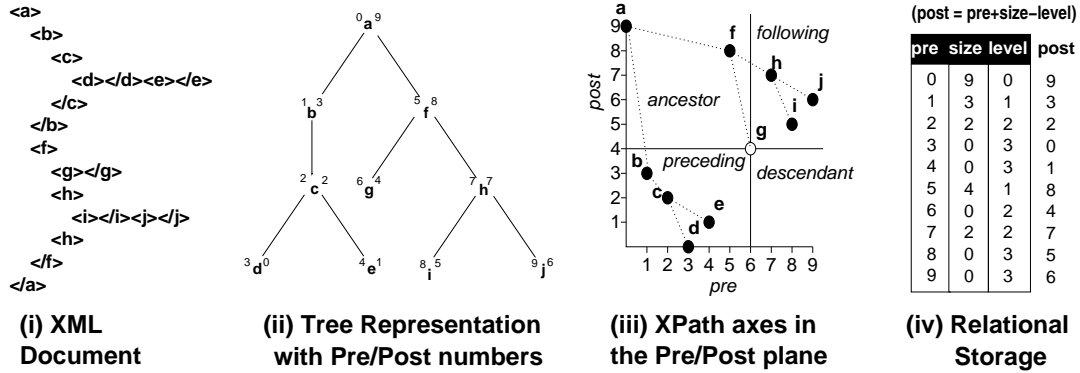 <a>
<b>
<c>
<d></d><e></e>
</c>
</b>
<f>
<g></g>
<h>
<i></i><j></j>
<h>
</f>
</a>
(i) XML
Document
0 a 9
1 b 3
5 f 8
2 c 2
6 g 4
7 h 7
3 d 0
4 e 1
8 i 5
9 j 6
(ii) Tree Representation
with Pre/Post numbers
a
9
8
7
6
5
4
3
2
1
post
f
following
h
j
ancestor
i
g
b
preceding
descendant
c
e
d
1 2 3 4 5 6 7 8 9
pre
(iii) XPath axes in
the Pre/Post plane
(post = pre+size−level)
pre size level post
0 9 0 9
1 3 1 3
2 2 2 2
3 0 3 0
4 0 3 1
5 4 1 8
6 0 2 4
7 2 2 7
8 0 3 5
9 0 3 6
(iv) Relational
Storage